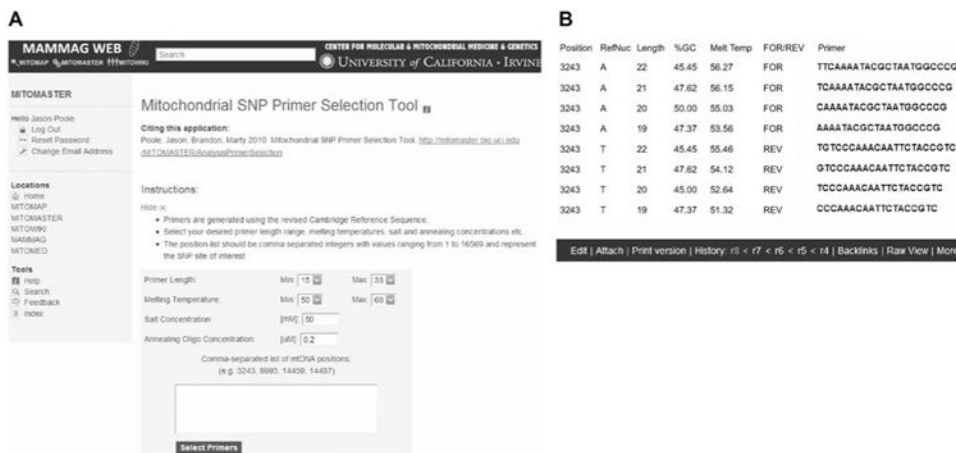 A
MAMMAG WEB
MITOMAP MITOMASTER MITOWIKI
Search
CENTER FOR MOLECULAR & MITOCHONDRIAL MEDICINE & GENETICS
UNIVERSITY OF CALIFORNIA · IRVINE
MITOMASTER
Hello Jason Poole
Log Out
Reset Password
Change Email Address
Locations
Home
MITOMAP
MITOMASTER
MITOWIKI
MAMMAG
MITOMED
Tools
Help
Search
Feedback
Index
Mitochondrial SNP Primer Selection Tool
Citing this application:
Poole, Jason, Brandon, Marty 2010. Mitochondrial SNP Primer Selection Tool, http://mitomaster.bio.uci.edu
/MITOMASTER/AnalysisPrimerSelection
Instructions:
Hide
• Primers are generated using the revised Cambridge Reference Sequence.
• Select your desired primer length range, melting temperatures, salt and annealing concentrations etc.
• The position list should be comma separated integers with values ranging from 1 to 16569 and represent
the SNP site of interest
Primer Length: Min: 15 Max: 33
Melting Temperature: Min: 50 Max: 60
Salt Concentration: [mM]: 50
Annealing Oligo Concentration: [uM]: 0.2
Comma-separated list of mtDNA positions:
(e.g. 3243, 8993, 14459, 14487)
Select Primers
B
Position RefNuc Length %GC Melt Temp FOR/REV Primer
3243 A 22 45.45 56.27 FOR TTCAAAATACGCTAATGGCCCG
3243 A 21 47.62 56.15 FOR TCAAAATACGCTAATGGCCCG
3243 A 20 50.00 55.03 FOR CAAAATACGCTAATGGCCCG
3243 A 19 47.37 53.56 FOR AAAATACGCTAATGGCCCG
3243 T 22 45.45 55.46 REV TGTCCCAAACAATTCTACCGTC
3243 T 21 47.62 54.12 REV GTCCCAAACAATTCTACCGTC
3243 T 20 45.00 52.64 REV TCCCAAACAATTCTACCGTC
3243 T 19 47.37 51.32 REV CCCAAACAATTCTACCGTC
Edit | Attach | Print version | History: r8 < r7 < r6 < r5 < r4 | Backlinks | Raw View | More